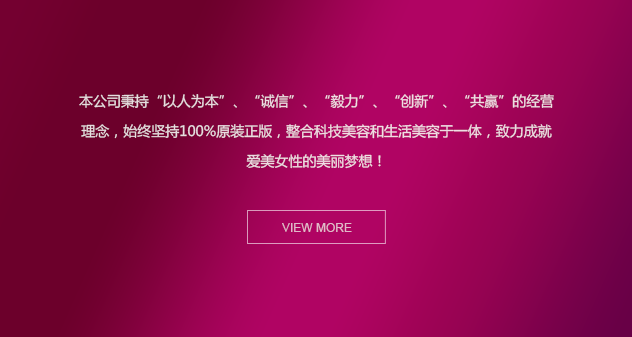 本公司秉持“以人为本”、“诚信”、“毅力”、“创新”、“共赢”的经营
理念，始终坚持100%原装正版，整合科技美容和生活美容于一体，致力成就
爱美女性的美丽梦想！
VIEW MORE